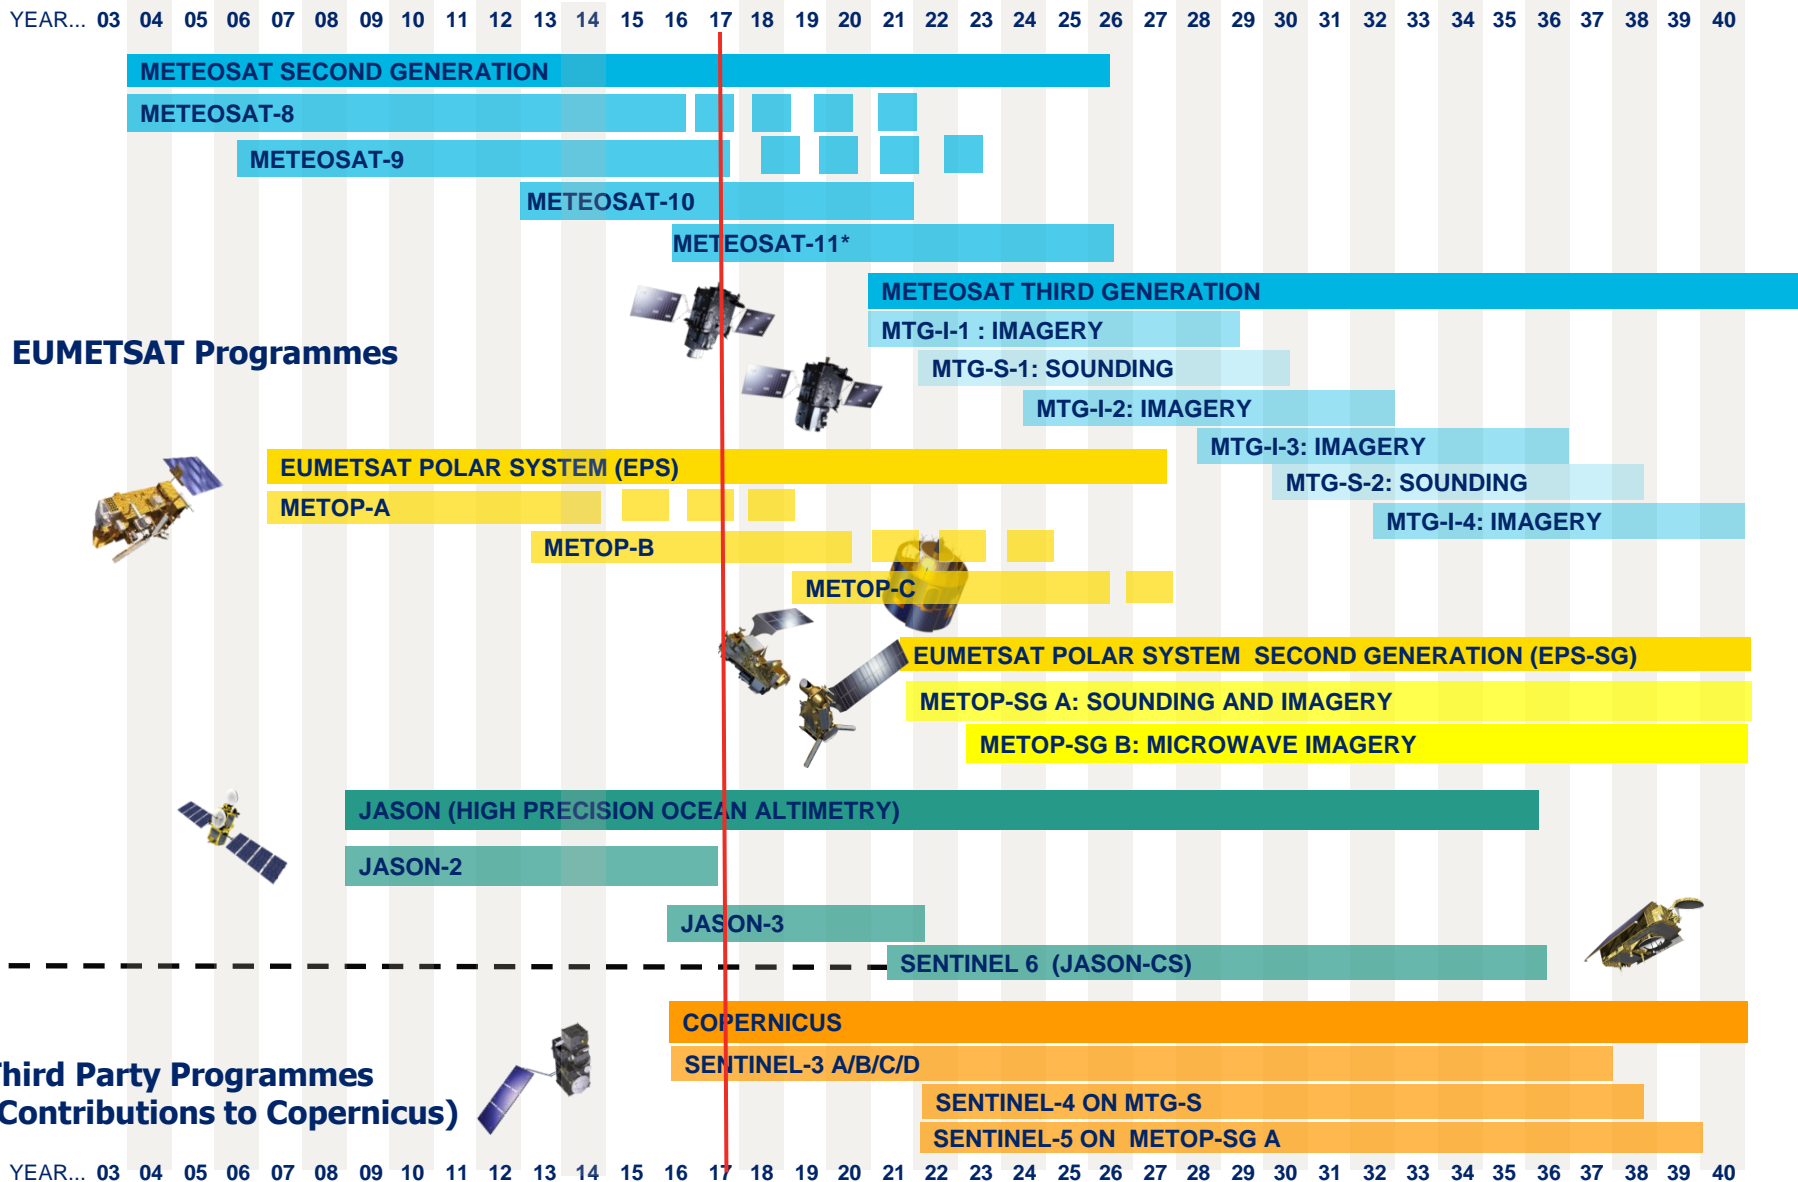 YEAR... 03 04 05 06 07 08 09 10 11 12 13 14 15 16 17 18 19 20 21 22 23 24 25 26 27 28 29 30 31 32 33 34 35 36 37 38 39 40
METEOSAT SECOND GENERATION
METEOSAT-8
METEOSAT-9
METEOSAT-10
METEOSAT-11*
METEOSAT THIRD GENERATION
MTG-I-1 : IMAGERY
EUMETSAT Programmes
MTG-S-1: SOUNDING
MTG-I-2: IMAGERY
MTG-I-3: IMAGERY
EUMETSAT POLAR SYSTEM (EPS)
MTG-S-2: SOUNDING
METOP-A
MTG-I-4: IMAGERY
METOP-B
METOP-C
EUMETSAT POLAR SYSTEM SECOND GENERATION (EPS-SG)
METOP-SG A: SOUNDING AND IMAGERY
METOP-SG B: MICROWAVE IMAGERY
JASON (HIGH PRECISION OCEAN ALTIMETRY)
JASON-2
JASON-3
SENTINEL 6 (JASON-CS)
COPERNICUS
SENTINEL-3 A/B/C/D
Third Party Programmes
(Contributions to Copernicus)
SENTINEL-4 ON MTG-S
SENTINEL-5 ON METOP-SG A
YEAR... 03 04 05 06 07 08 09 10 11 12 13 14 15 16 17 18 19 20 21 22 23 24 25 26 27 28 29 30 31 32 33 34 35 36 37 38 39 40